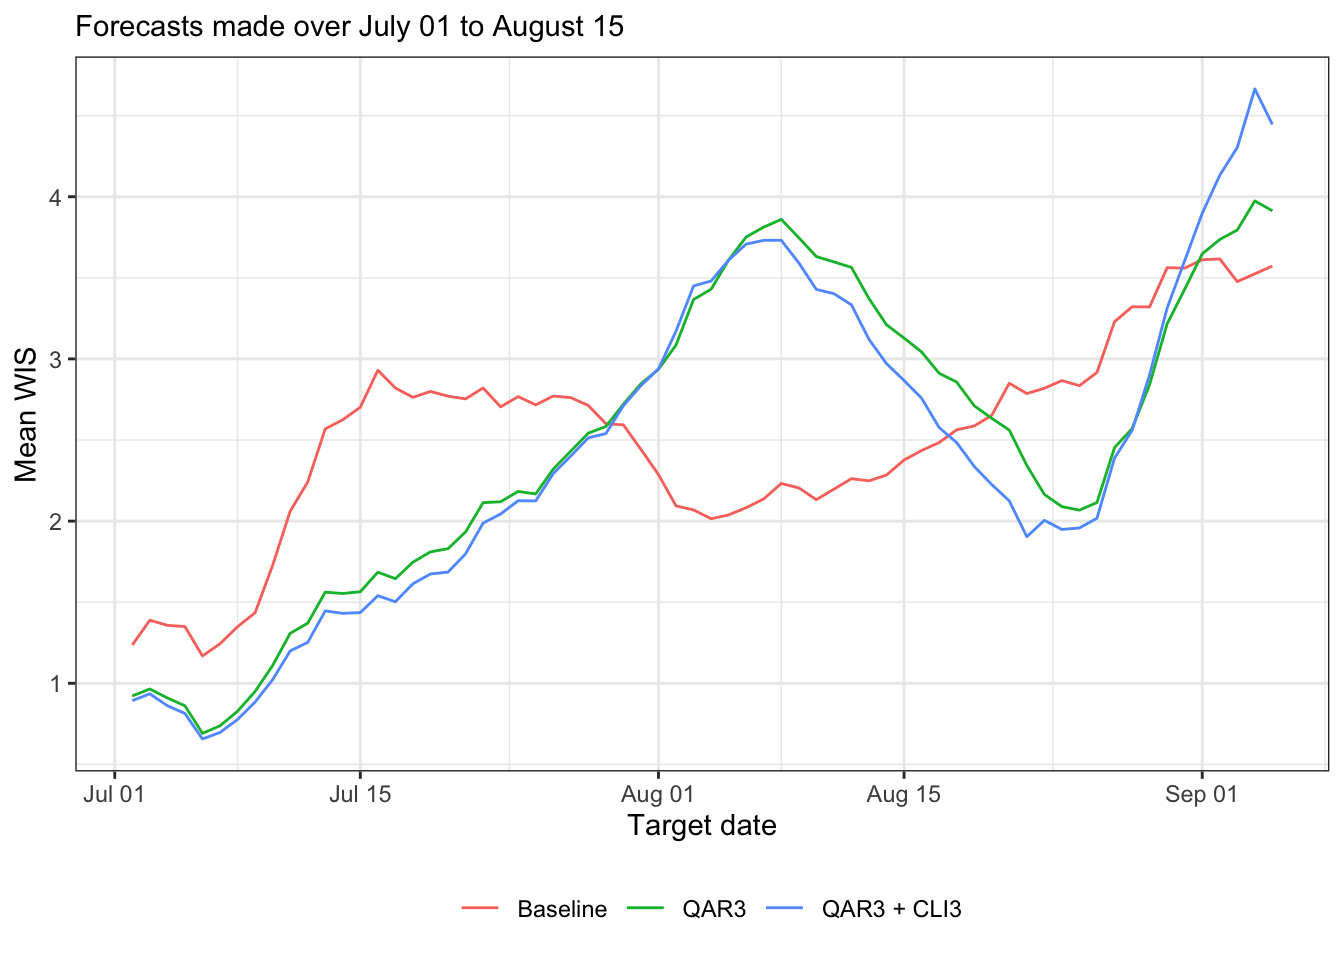 Forecasts made over July 01 to August 15
Mean WIS
4
3
2
1
Jul 01 Jul 15 Aug 01 Aug 15 Sep 01
Target date
Baseline QAR3 QAR3 + CLI3